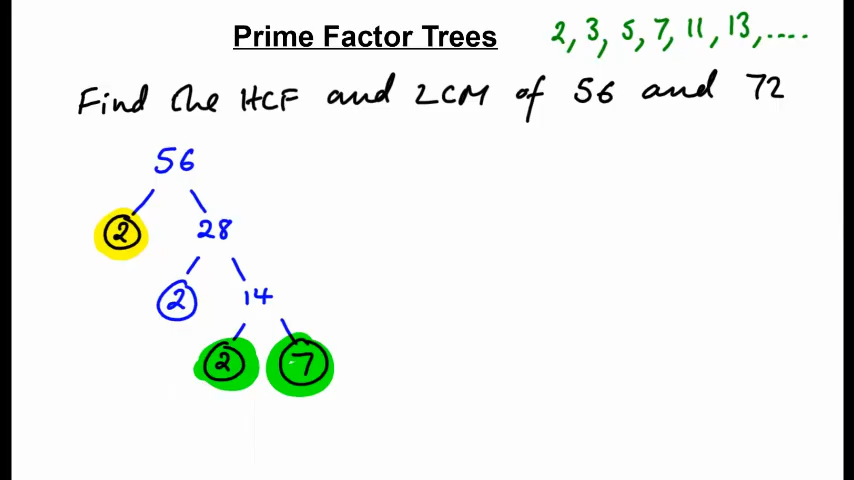 Prime Factor Trees 2, 3, 5, 7, 11, 13, ....
Find the HCF and LCM of 56 and 72
56
2 28
2 14
2 7